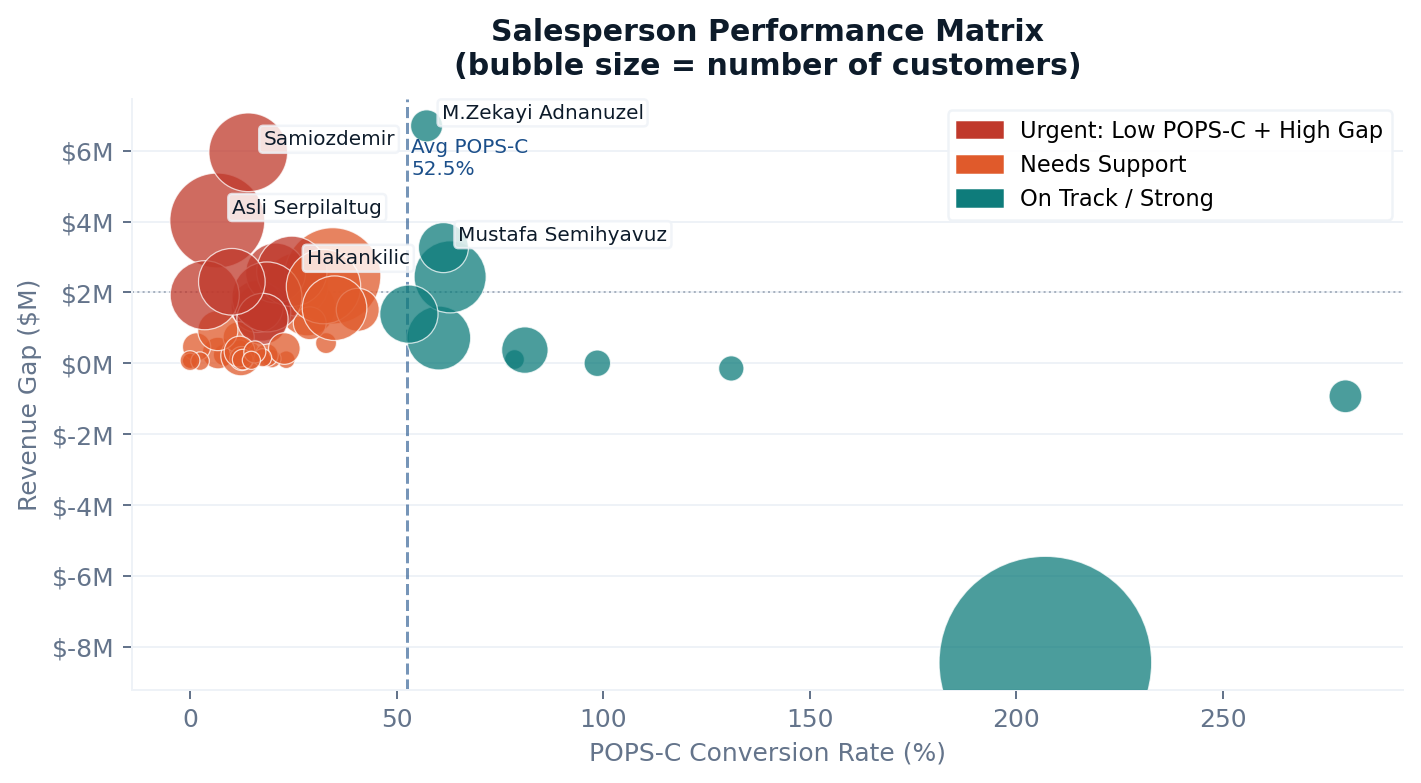 Salesperson Performance Matrix
(bubble size = number of customers)
M.Zekayi Adnanuzel
Samiozdemir
Avg POPS-C
52.5%
Asli Serpilaltug
Mustafa Semihyavuz
Hakankilic
Urgent: Low POPS-C + High Gap
Needs Support
On Track / Strong
Revenue Gap ($M)
$6M
$4M
$2M
$0M
$-2M
$-4M
$-6M
$-8M
0
50
100
150
200
250
POPS-C Conversion Rate (%)